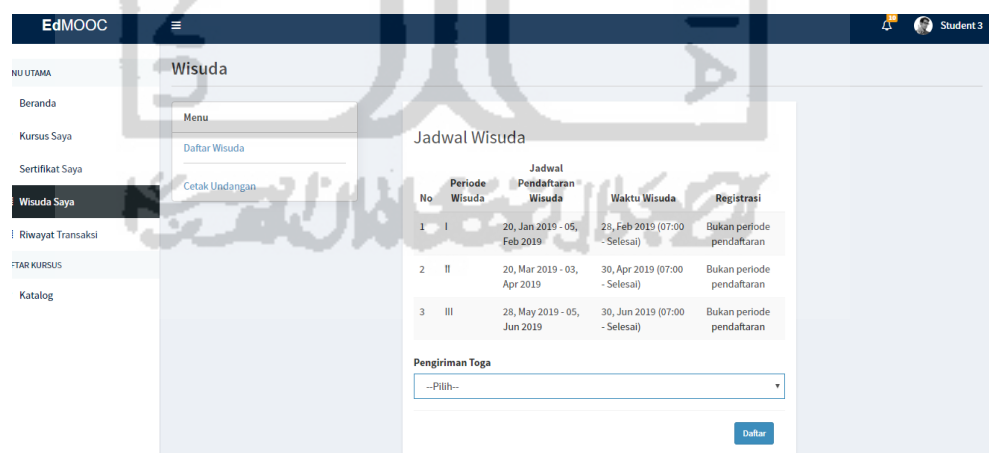 EdMOOC
10
Student 3
NU UTAMA
Beranda
Kursus Saya
Sertifikat Saya
Wisuda Saya
Riwayat Transaksi
FTAR KURSUS
Katalog
Wisuda
Menu
Daftar Wisuda
Cetak Undangan
Jadwal Wisuda
No Periode Wisuda Jadwal Pendaftaran Wisuda Waktu Wisuda Registrasi
1 I 20, Jan 2019 - 05, Feb 2019 28, Feb 2019 (07:00 - Selesai) Bukan periode pendaftaran
2 II 20, Mar 2019 - 03, Apr 2019 30, Apr 2019 (07:00 - Selesai) Bukan periode pendaftaran
3 III 28, May 2019 - 05, Jun 2019 30, Jun 2019 (07:00 - Selesai) Bukan periode pendaftaran
Pengiriman Toga
--Pilih--
Daftar